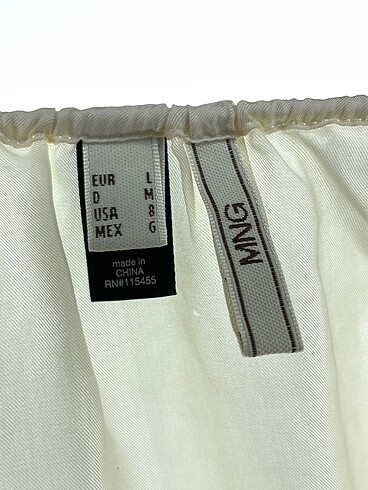 EUR L
D M
USA 8
MEX G
made in
CHINA
RN#115455
MNG